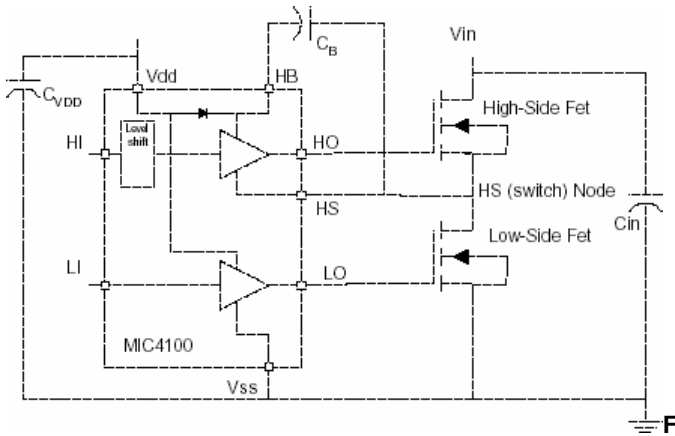 C_B
Vin
Vdd
HB
C_VDD
High-Side Fet
Level shift
HI
HO
HS
HS (switch) Node
Cin
Low-Side Fet
LI
LO
MIC4100
Vss
F